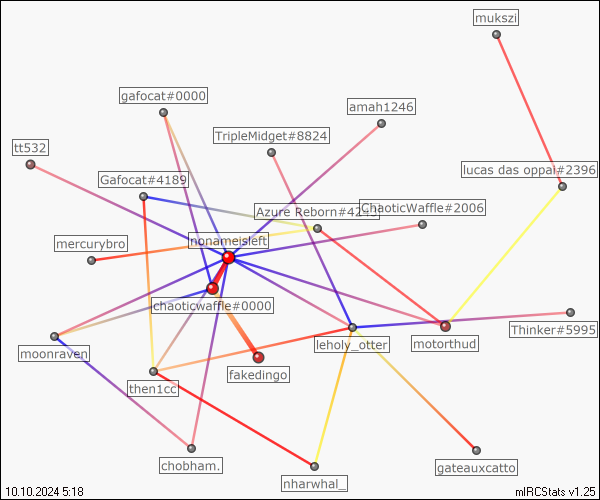 mukszi
gafocat#0000
amah1246
TripleMidget#8824
tt532
lucas das oppai#2396
Gafocat#4189
ChaoticWaffle#2006
Azure Reborn#4243
nonameisleft
mercurybro
chaoticwaffle#0000
Thinker#5995
leholy_otter
motorthud
moonraven
fakedingo
then1cc
chobham.
gateauxcatto
nharwhal_
10.10.2024 5:18
mIRCStats v1.25